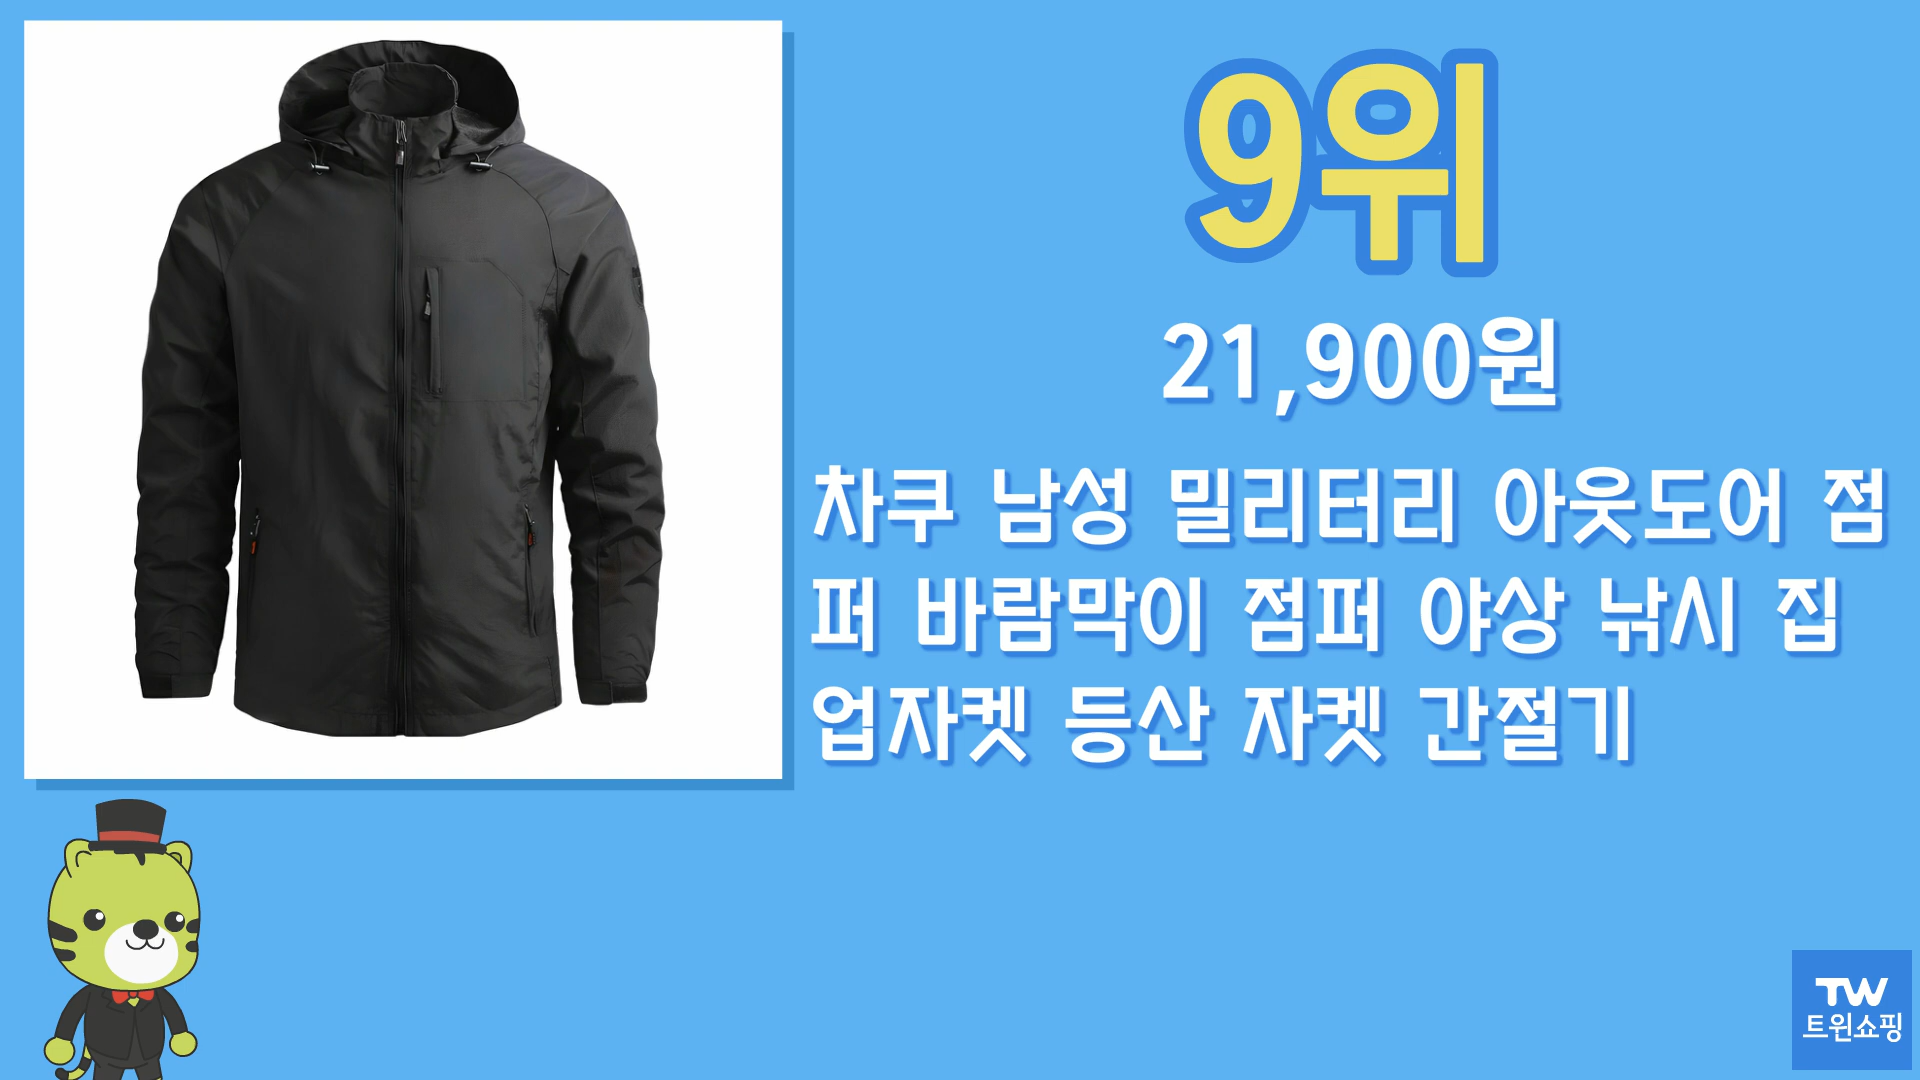 9위
21,900원
차쿠 남성 밀리터리 아웃도어 점
퍼 바람막이 점퍼 야상 낚시 집
업자켓 등산 자켓 간절기
TW
트윈쇼핑